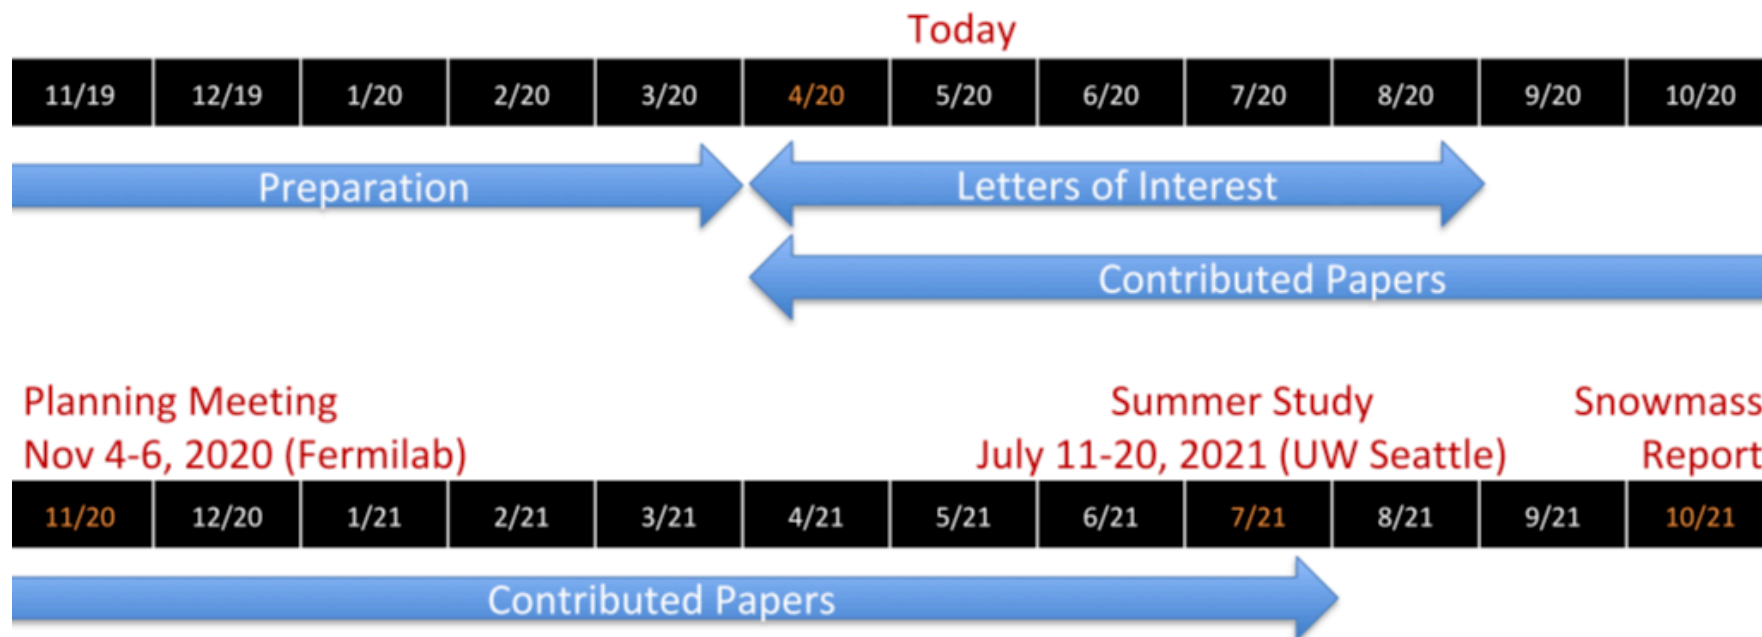 Today
11/19 12/19 1/20 2/20 3/20 4/20 5/20 6/20 7/20 8/20 9/20 10/20
Preparation Letters of Interest
Contributed Papers
Planning Meeting Summer Study Snowmass
Nov 4-6, 2020 (Fermilab) July 11-20, 2021 (UW Seattle) Report
11/20 12/20 1/21 2/21 3/21 4/21 5/21 6/21 7/21 8/21 9/21 10/21
Contributed Papers